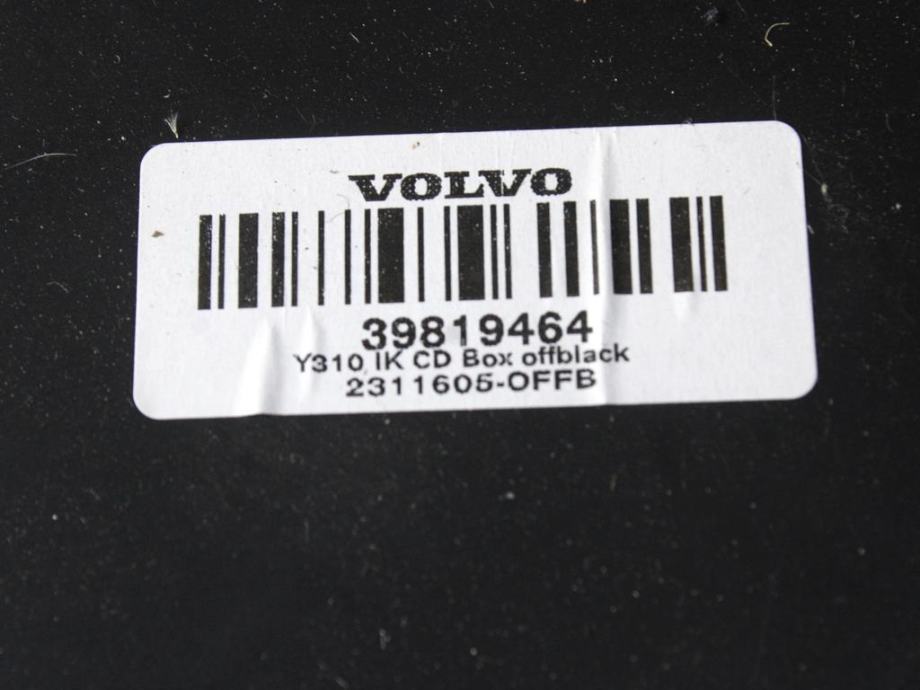 VOLVO
39819464
Y310 IK CD Box offblack
2311605-OFFB